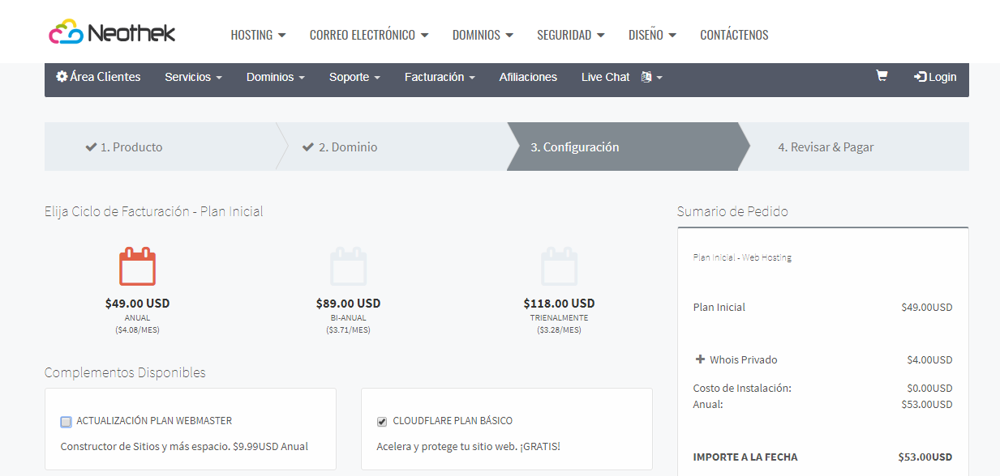 Neothek
HOSTING CORREO ELECTRÓNICO DOMINIOS SEGURIDAD DISEÑO CONTÁCTENOS
Área Clientes Servicios Dominios Soporte Facturación Afiliaciones Live Chat Login
1. Producto 2. Dominio 3. Configuración 4. Revisar & Pagar
Elija Ciclo de Facturación - Plan Inicial
$49.00 USD $89.00 USD $118.00 USD
ANUAL BI-ANUAL TRIENALMENTE
($4.08/MES) ($3.71/MES) ($3.28/MES)
Complementos Disponibles
ACTUALIZACIÓN PLAN WEBMASTER
Constructor de Sitios y más espacio. $9.99USD Anual
CLOUDFLARE PLAN BÁSICO
Acelera y protege tu sitio web. ¡GRATIS!
Sumario de Pedido
Plan Inicial - Web Hosting
Plan Inicial $49.00USD
Whois Privado $4.00USD
Costo de Instalación: $0.00USD
Anual: $53.00USD
IMPORTE A LA FECHA $53.00USD